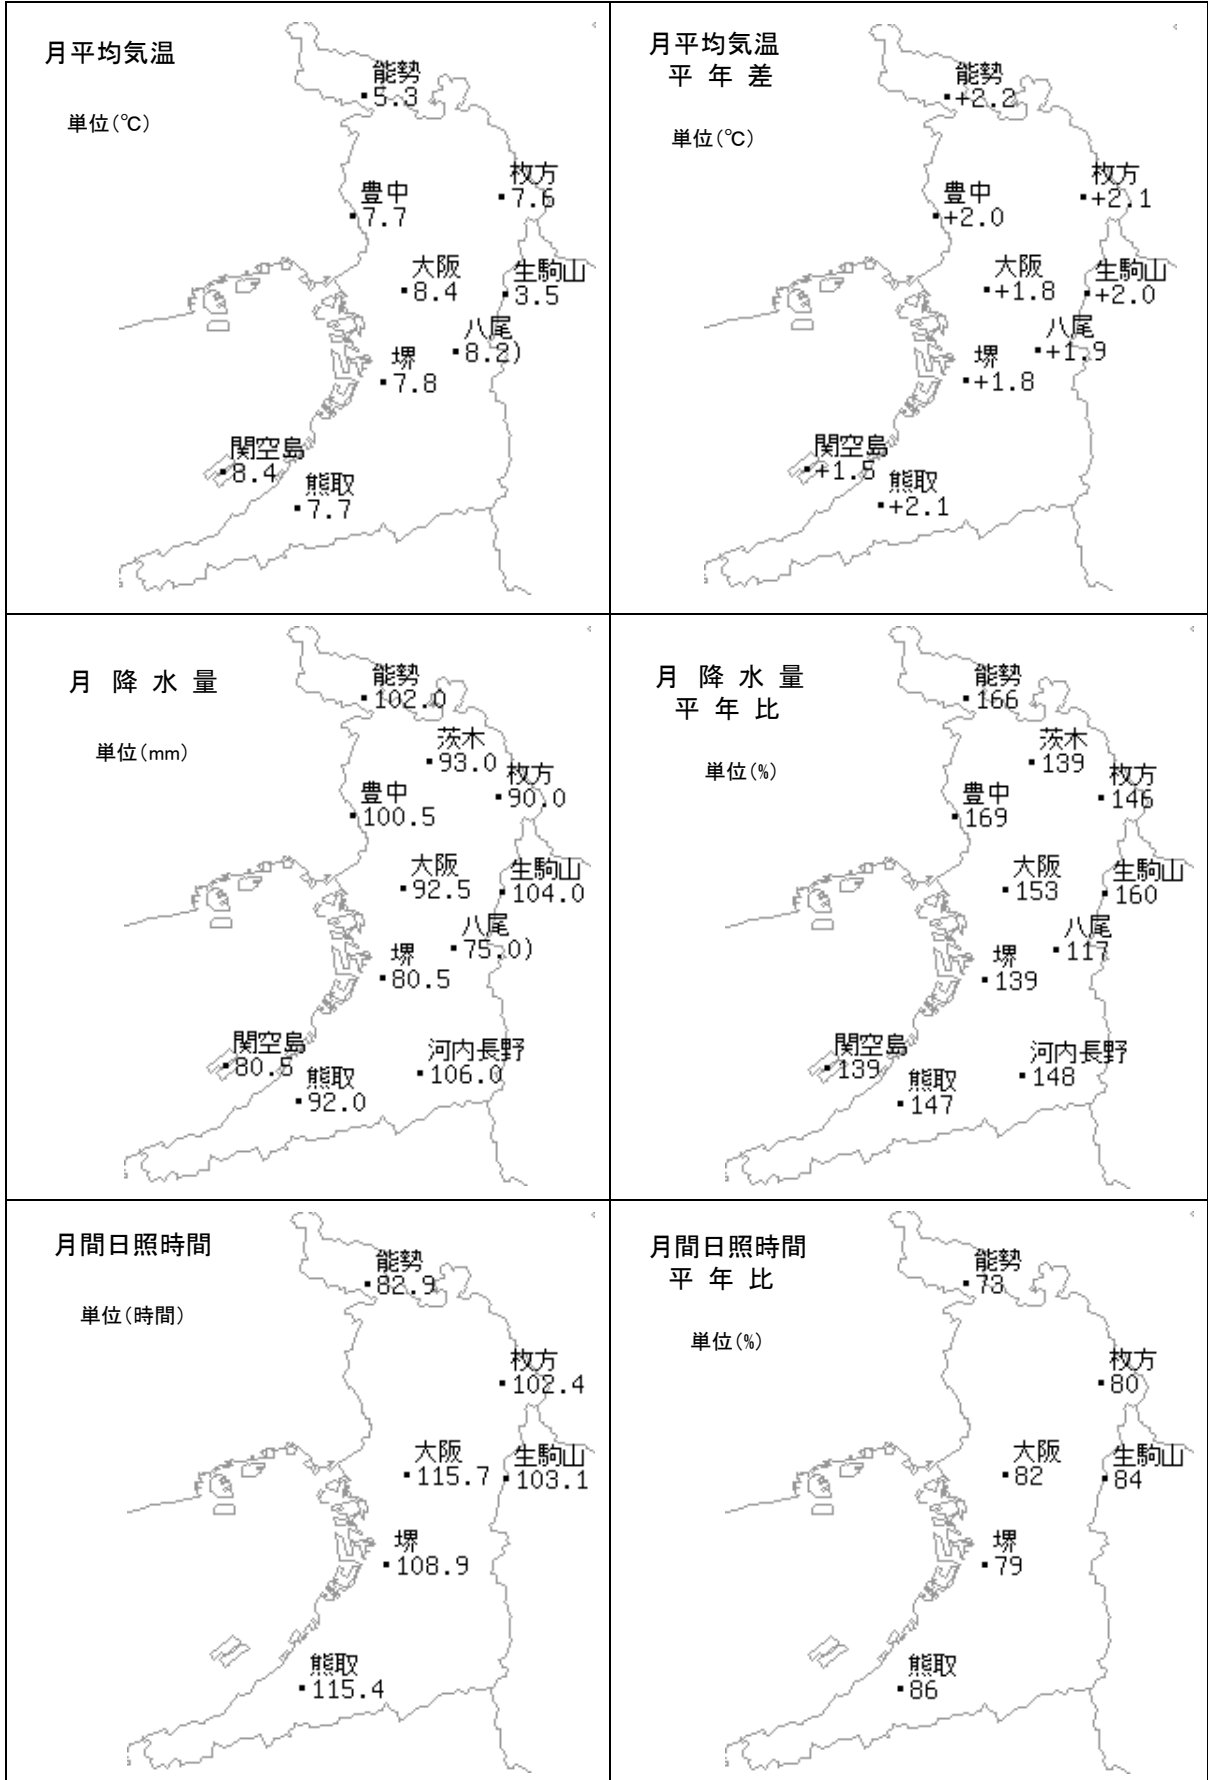 月平均気温
単位(℃)
能勢
5.3
枚方
7.6
豊中
7.7
大阪
8.4
生駒山
3.5
八尾
8.2)
堺
7.8
関空島
8.4
熊取
7.7
月平均気温
平 年 差
単位(℃)
能勢
+2.2
枚方
+2.1
豊中
+2.0
大阪
+1.8
生駒山
+2.0
八尾
+1.9
堺
+1.8
関空島
+1.5
熊取
+2.1
月 降 水 量
単位(mm)
能勢
102.0
茨木
93.0
枚方
90.0
豊中
100.5
大阪
92.5
生駒山
104.0
八尾
75.0)
堺
80.5
関空島
80.5
河内長野
106.0
熊取
92.0
月 降 水 量
平 年 比
単位(%)
能勢
166
茨木
139
枚方
146
豊中
169
大阪
153
生駒山
160
八尾
117
堺
139
関空島
139
河内長野
148
熊取
147
月間日照時間
単位(時間)
能勢
82.9
枚方
102.4
大阪
115.7
生駒山
103.1
堺
108.9
熊取
115.4
月間日照時間
平 年 比
単位(%)
能勢
73
枚方
80
大阪
82
生駒山
84
堺
79
熊取
86